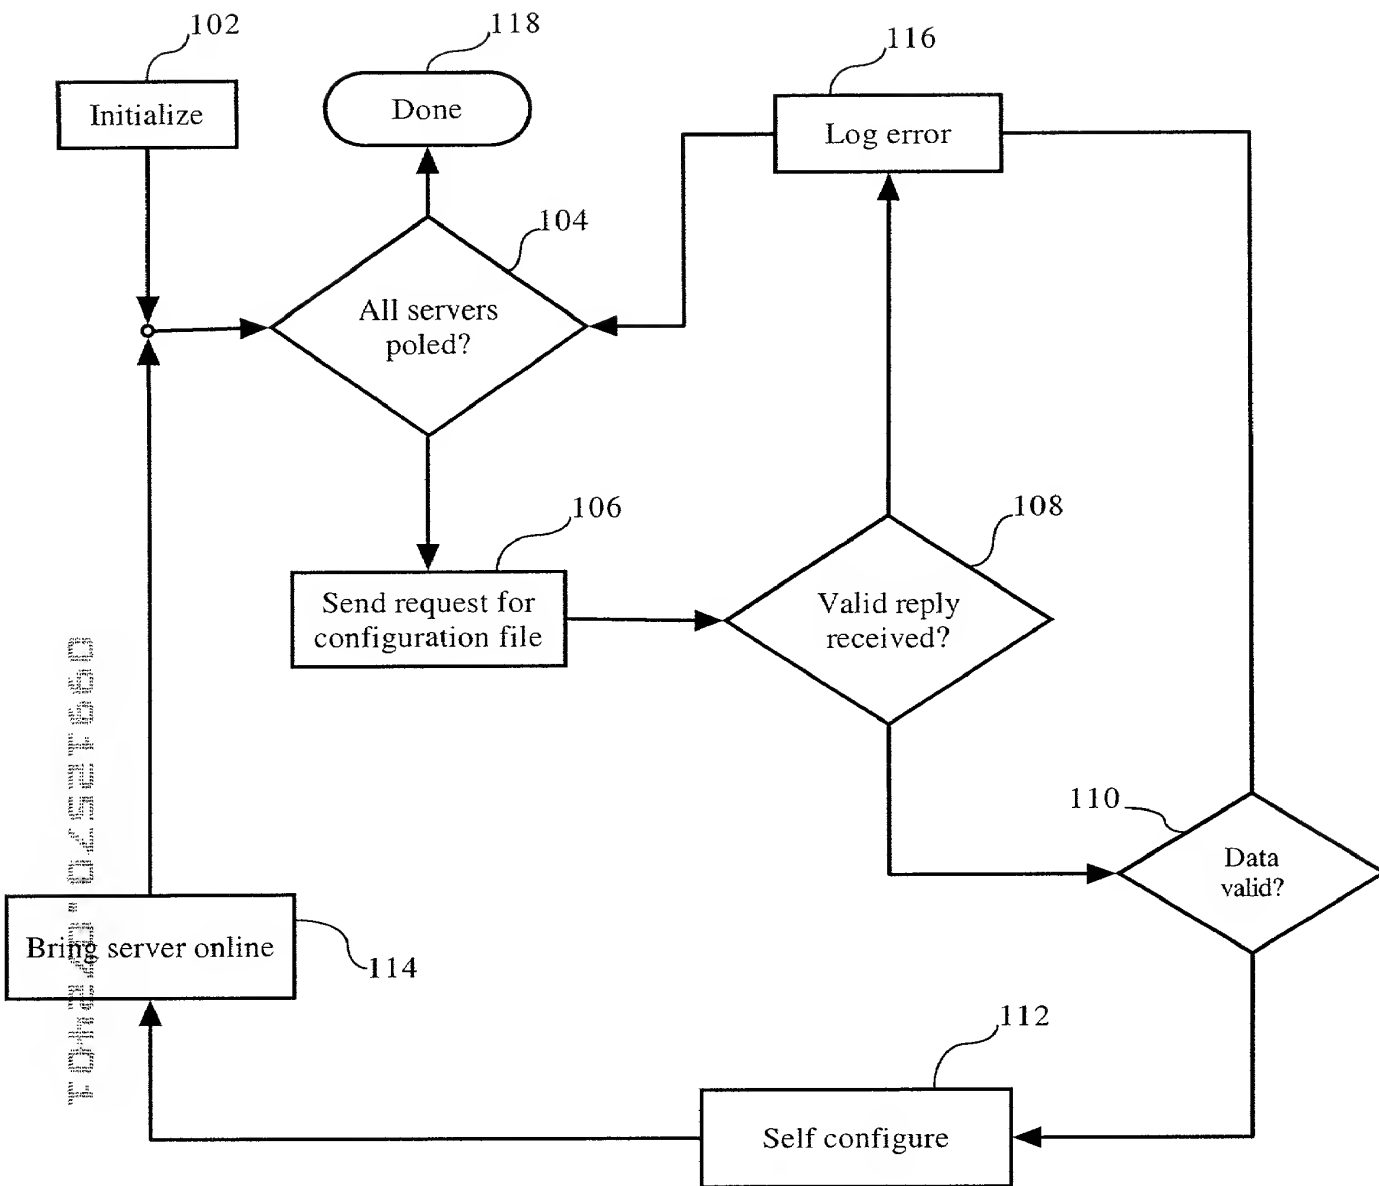 102
118
116
Initialize
Done
Log error
104
All servers
poled?
106
108
Send request for
configuration file
Valid reply
received?
110
Data
valid?
Bring server online
114
112
Self configure